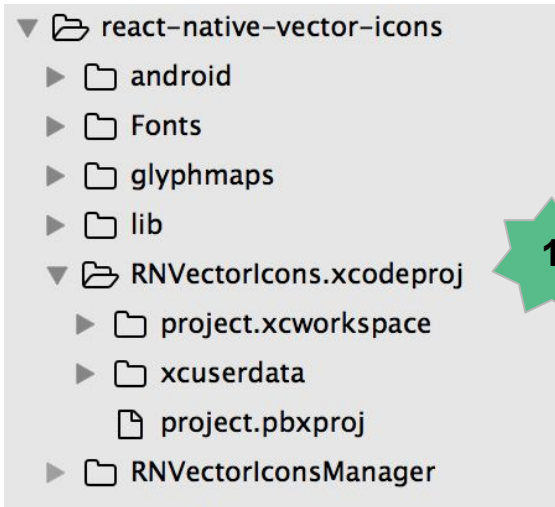 react-native-vector-icons
android
Fonts
glyphmaps
lib
1
RNVectorIcons.xcodeproj
project.xcworkspace
xcuserdata
project.pbxproj
RNVectorIconsManager